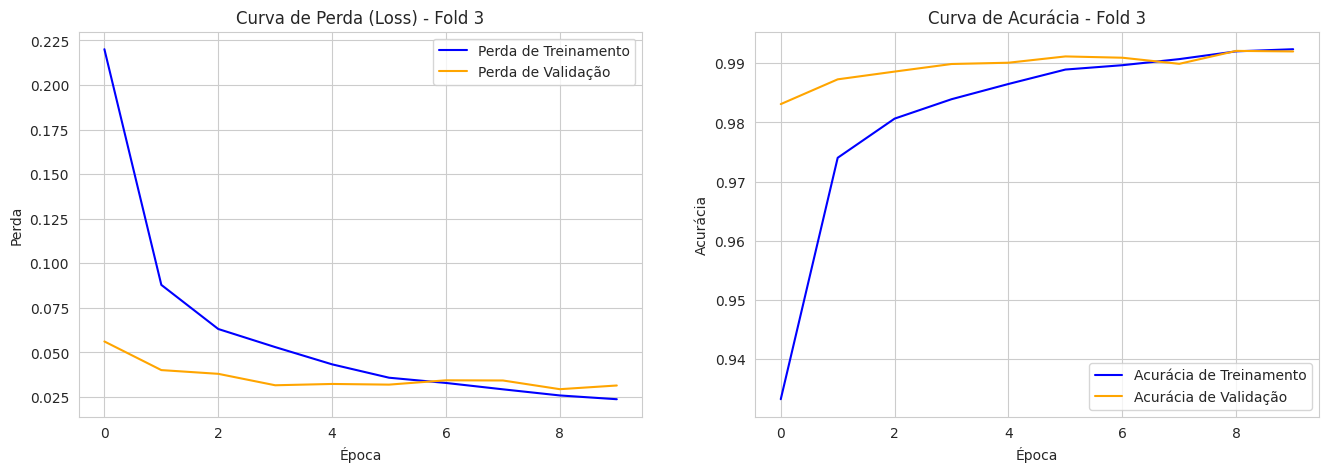 Curva de Perda (Loss) - Fold 3
0.225
0.200
0.175
0.150
0.125
0.100
0.075
0.050
0.025
Perda
0
2
4
6
8
Época
Perda de Treinamento
Perda de Validação
Curva de Acurácia - Fold 3
0.99
0.98
0.97
0.96
0.95
0.94
Acurácia
0
2
4
6
8
Época
Acurácia de Treinamento
Acurácia de Validação